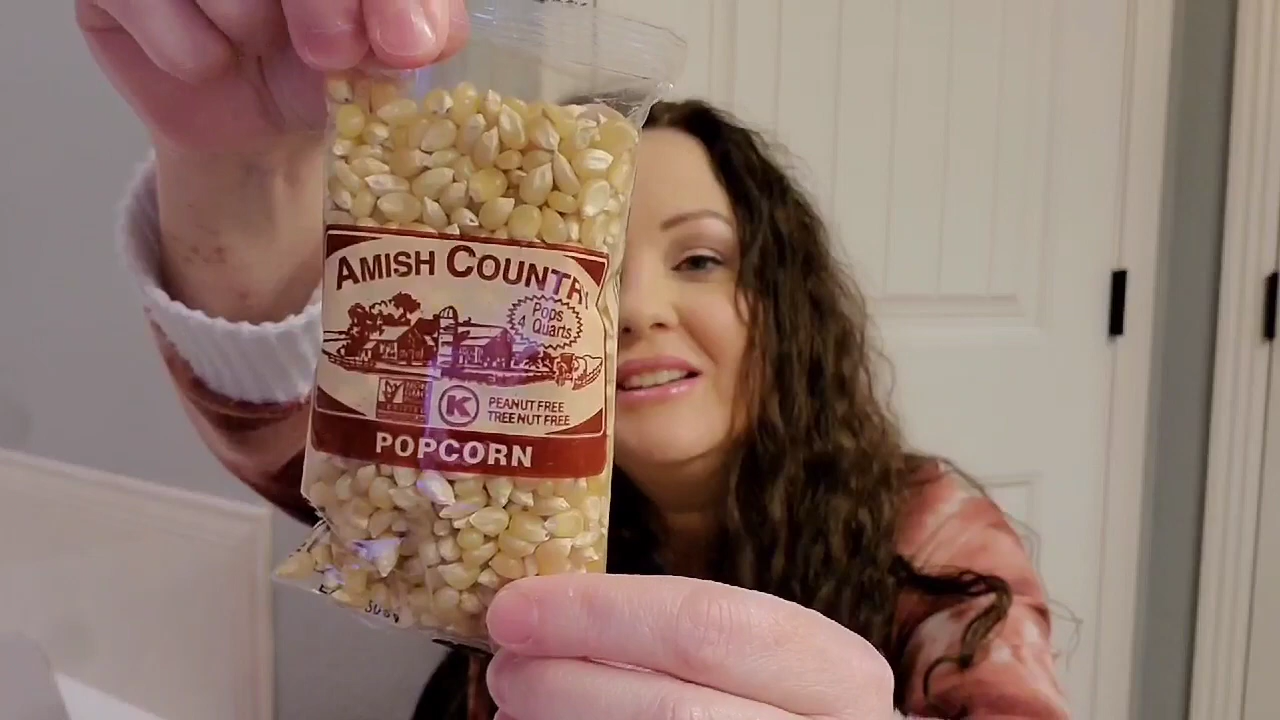 AMISH COUNTRY
Pops
4 Quarts
K
PEANUT FREE
TREE NUT FREE
POPCORN